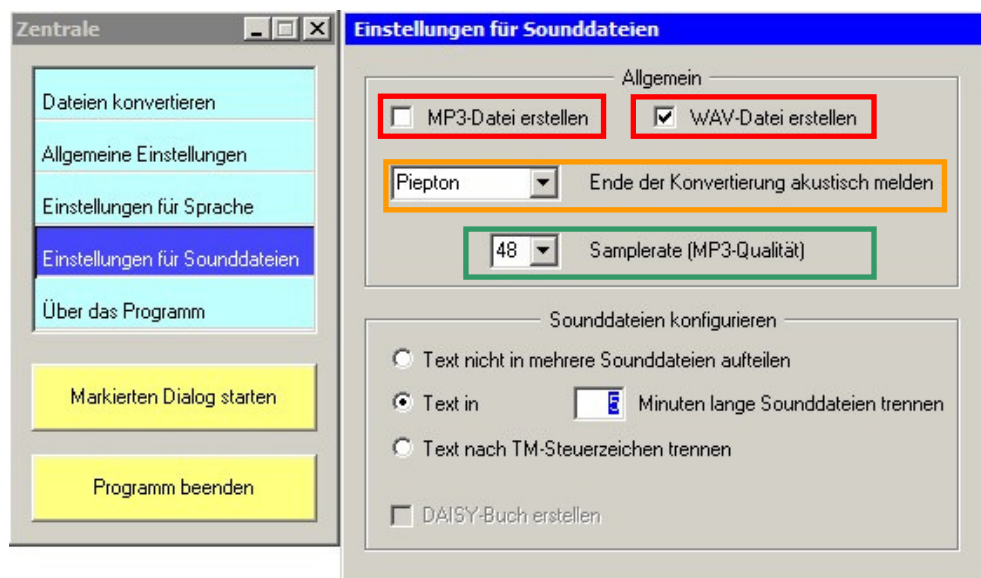 Zentrale
Dateien konvertieren
Allgemeine Einstellungen
Einstellungen für Sprache
Einstellungen für Sounddateien
Über das Programm
Markierten Dialog starten
Programm beenden
Einstellungen für Sounddateien
Allgemein
MP3-Datei erstellen WAV-Datei erstellen
Piepton Ende der Konvertierung akustisch melden
48 Samplerate (MP3-Qualität)
Sounddateien konfigurieren
Text nicht in mehrere Sounddateien aufteilen
Text in 5 Minuten lange Sounddateien trennen
Text nach TM-Steuerzeichen trennen
DAISY-Buch erstellen